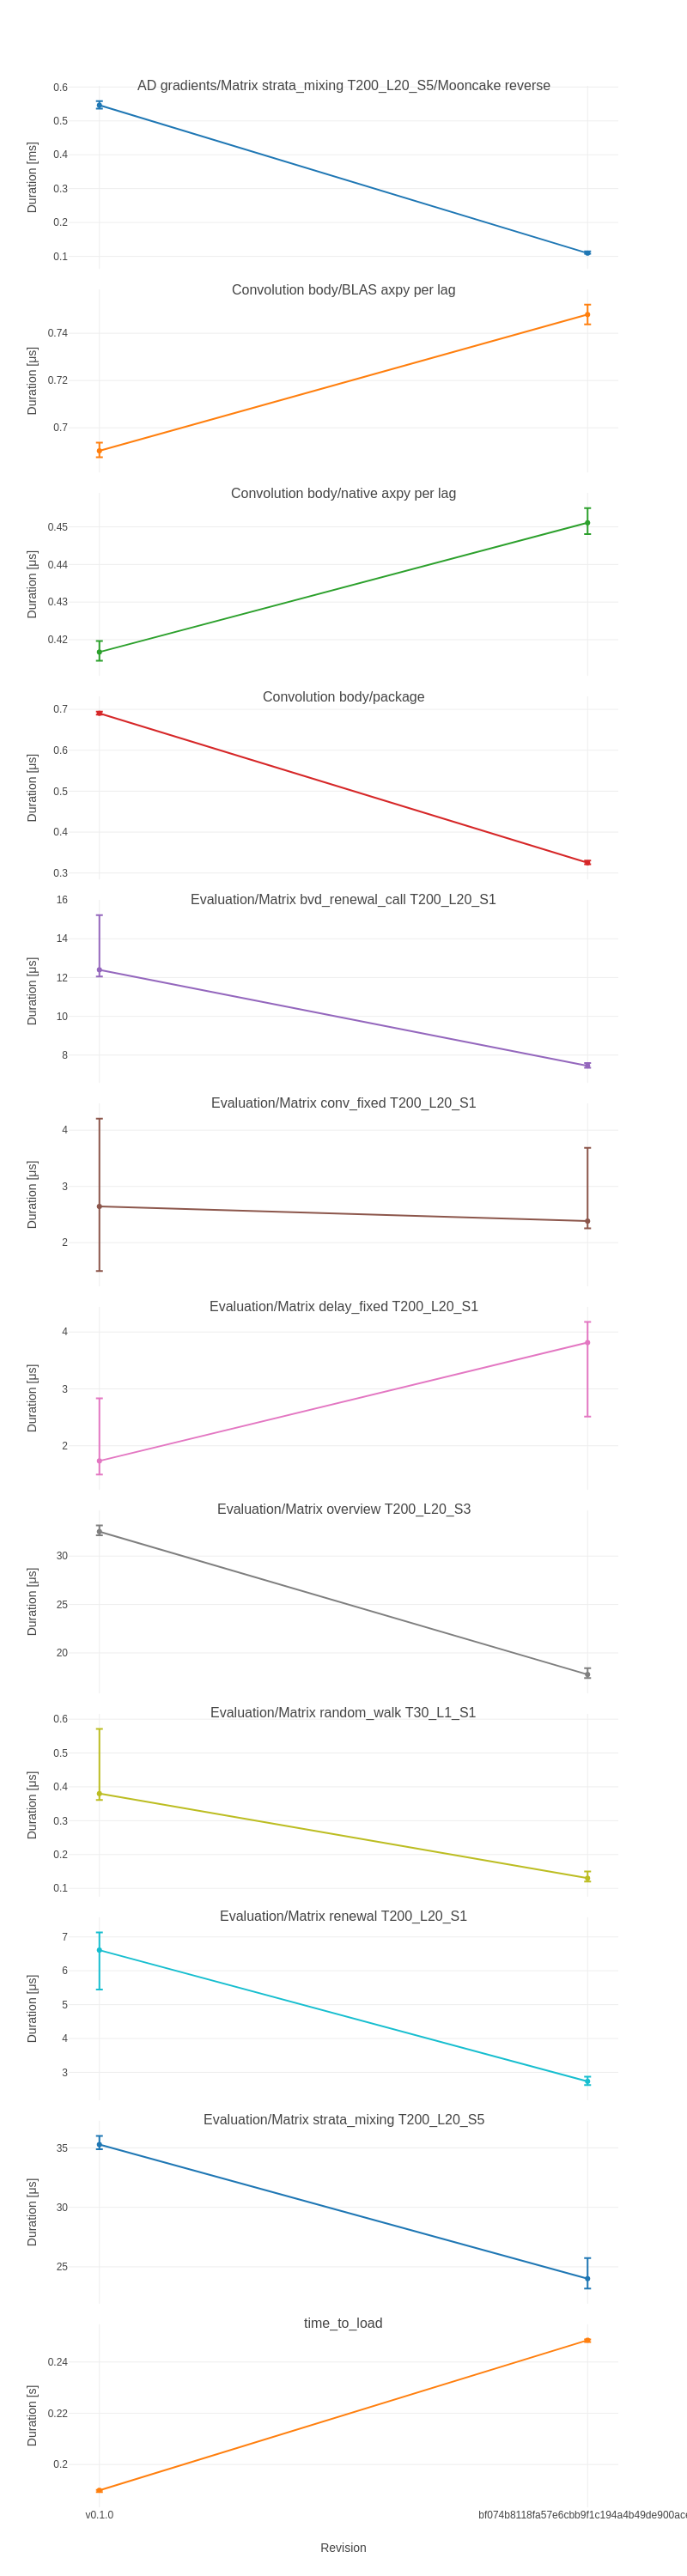 AD gradients/Matrix strata_mixing T200_L20_S5/Mooncake reverse
Duration [ms]
0.6
0.5
0.4
0.3
0.2
0.1
Convolution body/BLAS axpy per lag
Duration [μs]
0.74
0.72
0.7
Convolution body/native axpy per lag
Duration [μs]
0.45
0.44
0.43
0.42
Convolution body/package
Duration [μs]
0.7
0.6
0.5
0.4
0.3
Evaluation/Matrix bvd_renewal_call T200_L20_S1
Duration [μs]
16
14
12
10
8
Evaluation/Matrix conv_fixed T200_L20_S1
Duration [μs]
4
3
2
Evaluation/Matrix delay_fixed T200_L20_S1
Duration [μs]
4
3
2
Evaluation/Matrix overview T200_L20_S3
Duration [μs]
30
25
20
Evaluation/Matrix random_walk T30_L1_S1
Duration [μs]
0.6
0.5
0.4
0.3
0.2
0.1
Evaluation/Matrix renewal T200_L20_S1
Duration [μs]
7
6
5
4
3
Evaluation/Matrix strata_mixing T200_L20_S5
Duration [μs]
35
30
25
time_to_load
Duration [s]
0.24
0.22
0.2
v0.1.0
bf074b8118fa57e6cbb9f1c194a4b49de900ace
Revision